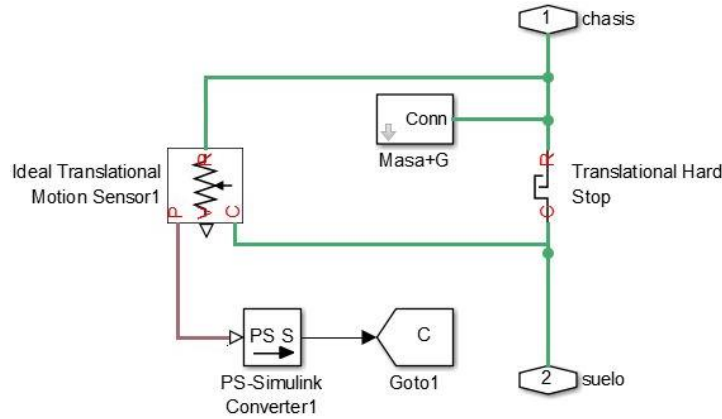 1
chasis
Conn
Masa+G
Ideal Translational
Motion Sensor1
R
P
V
C
R
C
Translational Hard
Stop
PS S
PS-Simulink
Converter1
C
Goto1
2
suelo